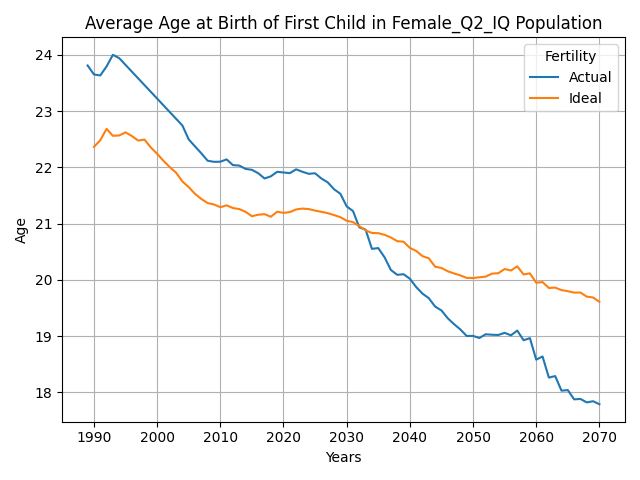 Average Age at Birth of First Child in Female_Q2_IQ Population
Fertility
Actual
Ideal
Age
24
23
22
21
20
19
18
1990 2000 2010 2020 2030 2040 2050 2060 2070
Years